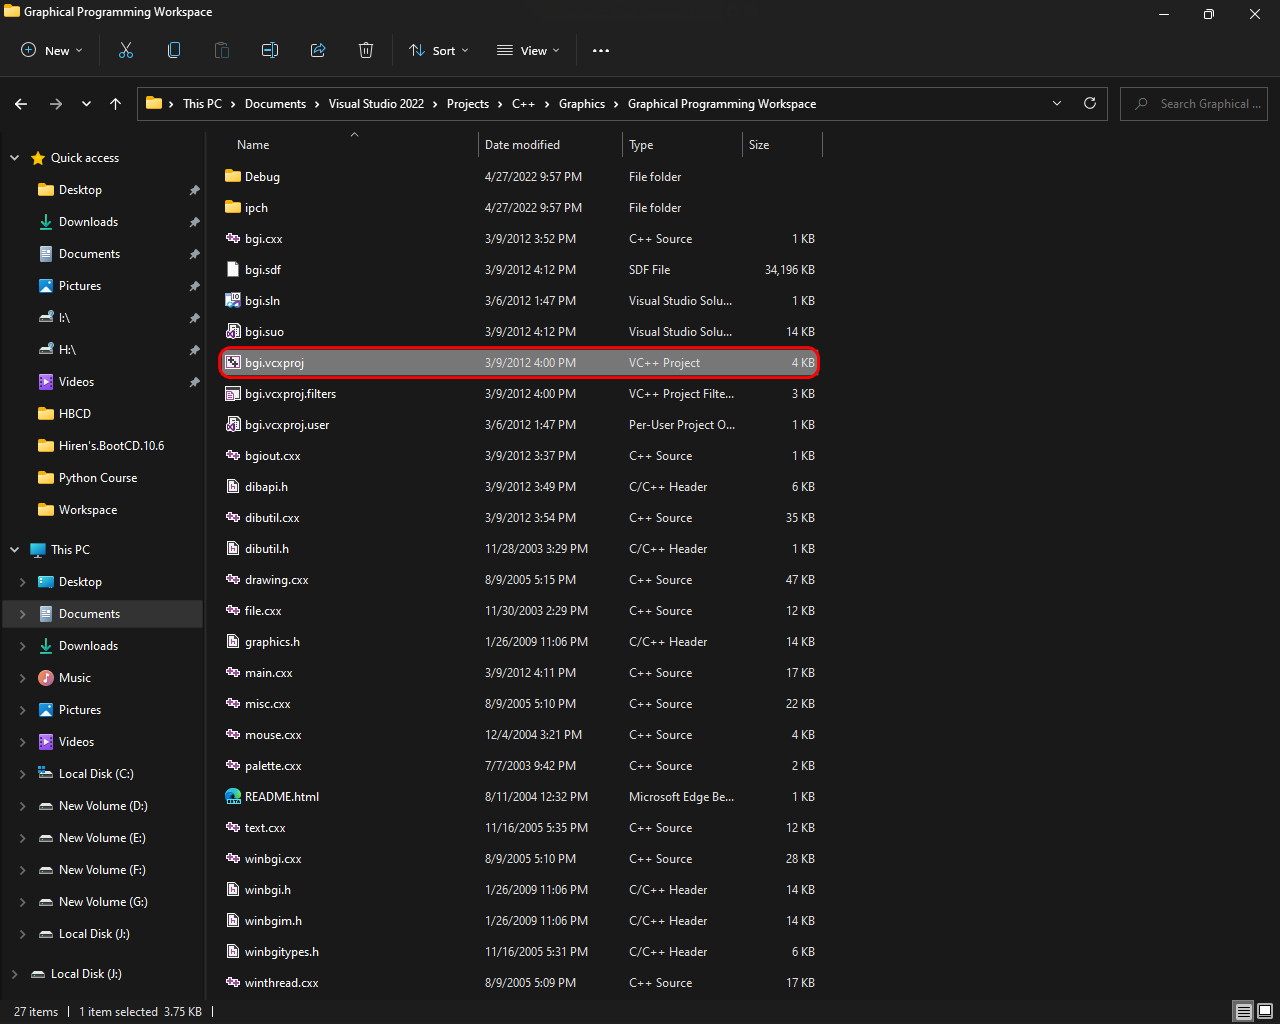 Graphical Programming Workspace
New Sort View
This PC Documents Visual Studio 2022 Projects C++ Graphics Graphical Programming Workspace Search Graphical ...
Quick access
Desktop
Downloads
Documents
Pictures
I:\
H:\
Videos
HBCD
Hiren's.BootCD.10.6
Python Course
Workspace
This PC
Desktop
Documents
Downloads
Music
Pictures
Videos
Local Disk (C:)
New Volume (D:)
New Volume (E:)
New Volume (F:)
New Volume (G:)
Local Disk (J:)
Local Disk (J:)
Name Date modified Type Size
Debug 4/27/2022 9:57 PM File folder
ipch 4/27/2022 9:57 PM File folder
bgi.cxx 3/9/2012 3:52 PM C++ Source 1 KB
bgi.sdf 3/9/2012 4:12 PM SDF File 34,196 KB
bgi.sln 3/6/2012 1:47 PM Visual Studio Solu... 1 KB
bgi.suo 3/9/2012 4:12 PM Visual Studio Solu... 14 KB
bgi.vcxproj 3/9/2012 4:00 PM VC++ Project 4 KB
bgi.vcxproj.filters 3/9/2012 4:00 PM VC++ Project Filte... 3 KB
bgi.vcxproj.user 3/6/2012 1:47 PM Per-User Project O... 1 KB
bgiout.cxx 3/9/2012 3:37 PM C++ Source 1 KB
dibapi.h 3/9/2012 3:49 PM C/C++ Header 6 KB
dibutil.cxx 3/9/2012 3:54 PM C++ Source 35 KB
dibutil.h 11/28/2003 3:29 PM C/C++ Header 1 KB
drawing.cxx 8/9/2005 5:15 PM C++ Source 47 KB
file.cxx 11/30/2003 2:29 PM C++ Source 12 KB
graphics.h 1/26/2009 11:06 PM C/C++ Header 14 KB
main.cxx 3/9/2012 4:11 PM C++ Source 17 KB
misc.cxx 8/9/2005 5:10 PM C++ Source 22 KB
mouse.cxx 12/4/2004 3:21 PM C++ Source 4 KB
palette.cxx 7/7/2003 9:42 PM C++ Source 2 KB
README.html 8/11/2004 12:32 PM Microsoft Edge Be... 1 KB
text.cxx 11/16/2005 5:35 PM C++ Source 12 KB
winbgi.cxx 8/9/2005 5:10 PM C++ Source 28 KB
winbgi.h 1/26/2009 11:06 PM C/C++ Header 14 KB
winbgim.h 1/26/2009 11:06 PM C/C++ Header 14 KB
winbgitypes.h 11/16/2005 5:31 PM C/C++ Header 6 KB
winthread.cxx 8/9/2005 5:09 PM C++ Source 17 KB
27 items 1 item selected 3.75 KB